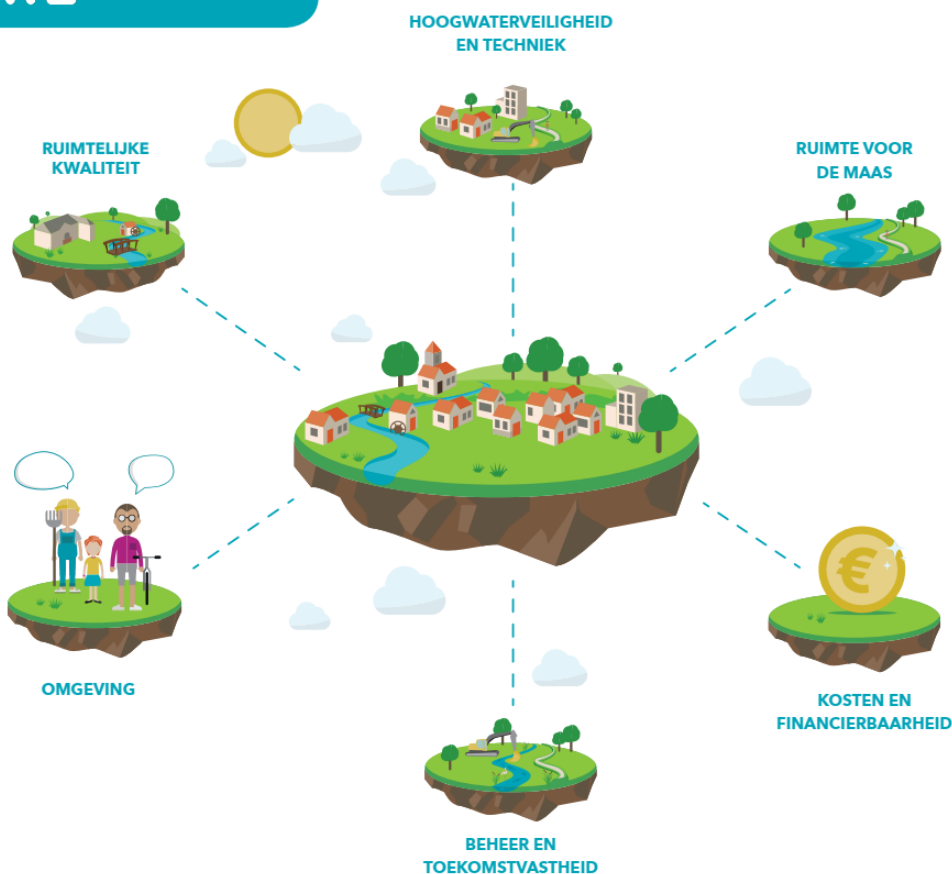 HOOGWATERVEILIGHEID
EN TECHNIEK
RUIMTELIJKE
KWALITEIT
RUIMTE VOOR
DE MAAS
€
OMGEVING
KOSTEN EN
FINANCIERBAARHEID
BEHEER EN
TOEKOMSTVASTHEID